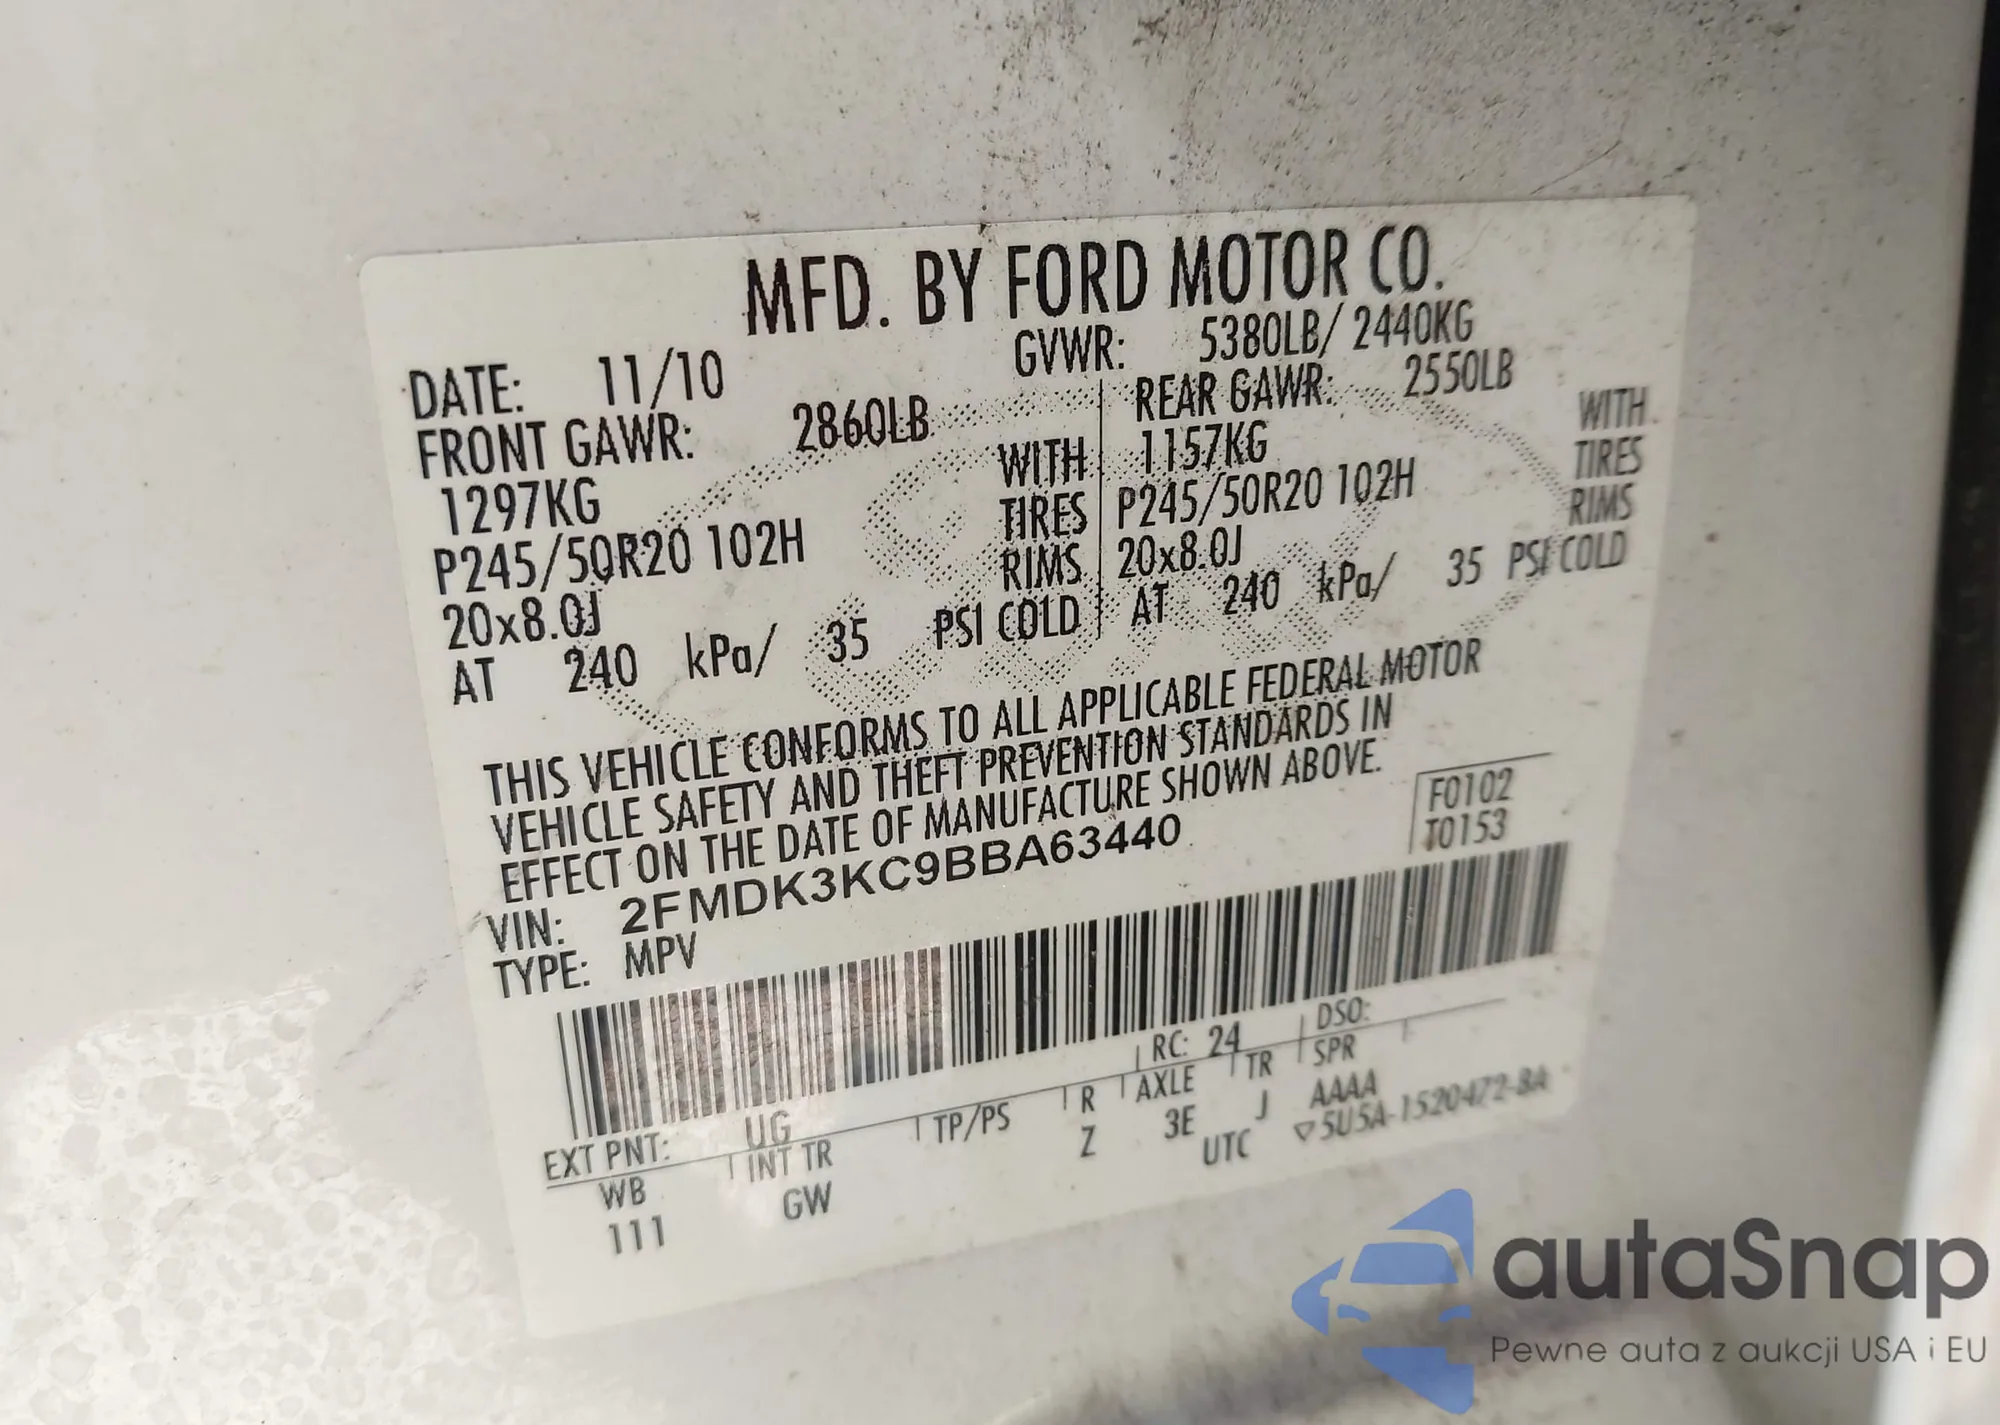 MFD. BY FORD MOTOR CO.
DATE: 11/10 GVWR: 5380LB/ 2440KG
FRONT GAWR: 2860LB REAR GAWR: 2550LB
1297KG WITH 1157KG WITH
P245/50R20 102H TIRES P245/50R20 102H TIRES
20x8.0J RIMS 20x8.0J RIMS
AT 240 kPa/ 35 PSI COLD AT 240 kPa/ 35 PSI COLD
THIS VEHICLE CONFORMS TO ALL APPLICABLE FEDERAL MOTOR
VEHICLE SAFETY AND THEFT PREVENTION STANDARDS IN
EFFECT ON THE DATE OF MANUFACTURE SHOWN ABOVE.
F0102
T0153
VIN: 2FMDK3KC9BBA63440
TYPE: MPV
EXT PNT: UG RC: 24 DSO:
WB INT TR TP/PS R AXLE TR SPR
111 GW Z 3E J AAAA
UTC ▽5U5A-1520472-BA
autaSnap
Pewne auta z aukcji USA i EU